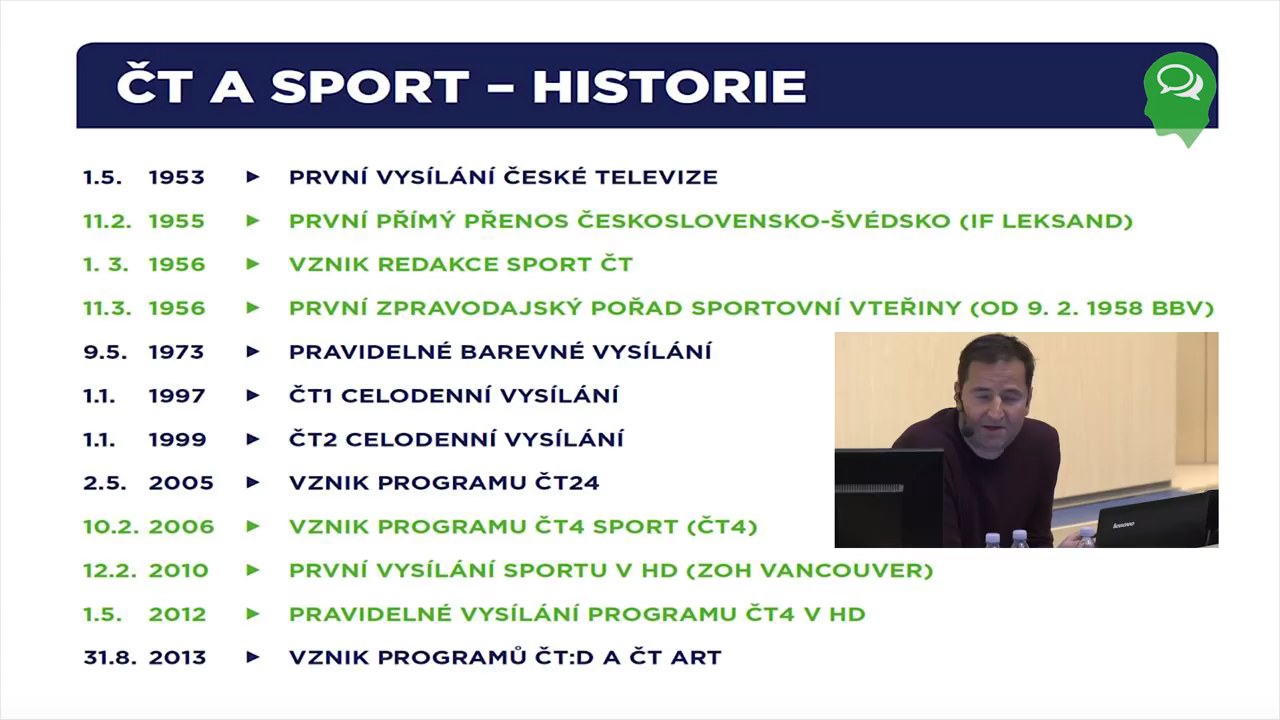 ČT A SPORT – HISTORIE
1.5. 1953 ► PRVNÍ VYSÍLÁNÍ ČESKÉ TELEVIZE
11.2. 1955 ► PRVNÍ PŘÍMÝ PŘENOS ČESKOSLOVENSKO-ŠVÉDSKO (IF LEKSAND)
1. 3. 1956 ► VZNIK REDAKCE SPORT ČT
11.3. 1956 ► PRVNÍ ZPRAVODAJSKÝ POŘAD SPORTOVNÍ VTEŘINY (OD 9. 2. 1958 BBV)
9.5. 1973 ► PRAVIDELNÉ BAREVNÉ VYSÍLÁNÍ
1.1. 1997 ► ČT1 CELODENNÍ VYSÍLÁNÍ
1.1. 1999 ► ČT2 CELODENNÍ VYSÍLÁNÍ
2.5. 2005 ► VZNIK PROGRAMU ČT24
10.2. 2006 ► VZNIK PROGRAMU ČT4 SPORT (ČT4)
12.2. 2010 ► PRVNÍ VYSÍLÁNÍ SPORTU V HD (ZOH VANCOUVER)
1.5. 2012 ► PRAVIDELNÉ VYSÍLÁNÍ PROGRAMU ČT4 V HD
31.8. 2013 ► VZNIK PROGRAMŮ ČT:D A ČT ART
lenovo